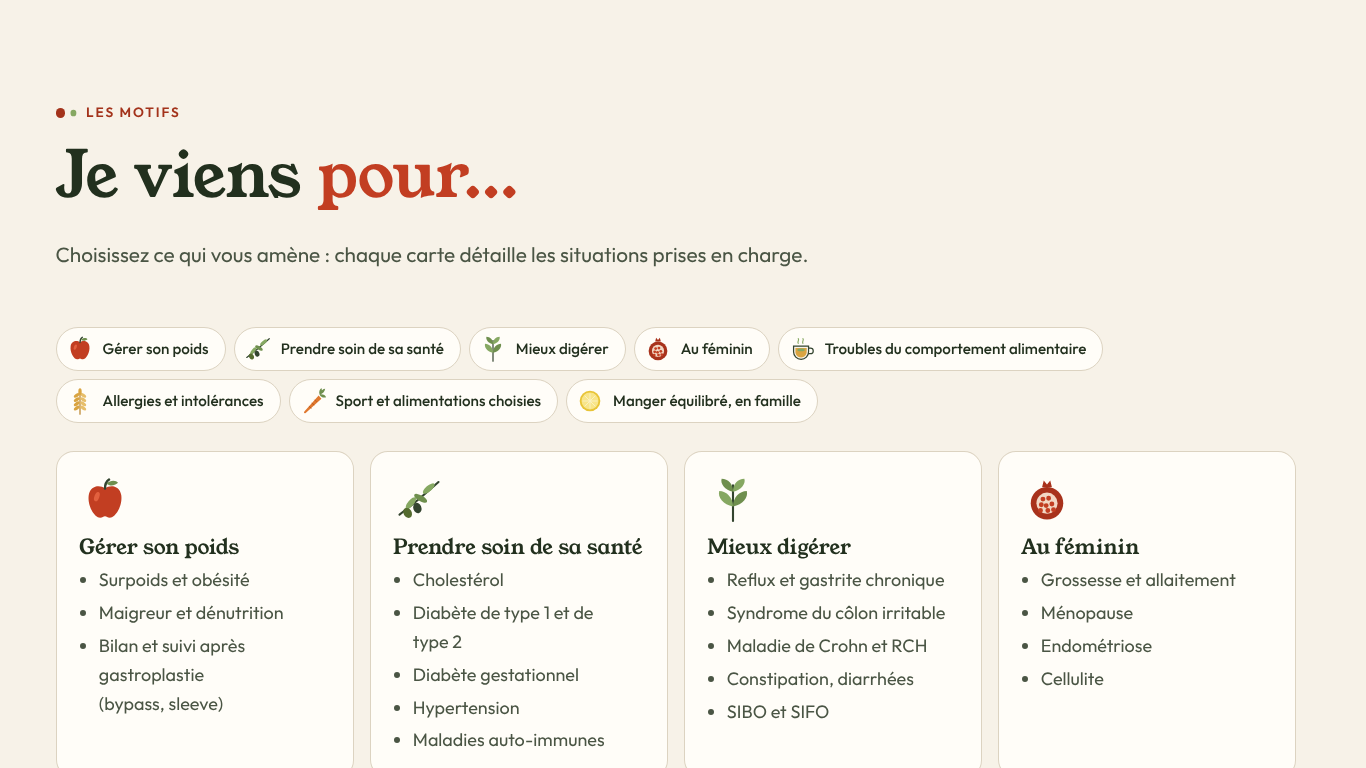 LES MOTIFS
Je viens pour...
Choisissez ce qui vous amène : chaque carte détaille les situations prises en charge.
Gérer son poids
Prendre soin de sa santé
Mieux digérer
Au féminin
Troubles du comportement alimentaire
Allergies et intolérances
Sport et alimentations choisies
Manger équilibré, en famille
Gérer son poids
Surpoids et obésité
Maigreur et dénutrition
Bilan et suivi après
gastroplastie
(bypass, sleeve)
Prendre soin de sa santé
Cholestérol
Diabète de type 1 et de
type 2
Diabète gestationnel
Hypertension
Maladies auto-immunes
Mieux digérer
Reflux et gastrite chronique
Syndrome du côlon irritable
Maladie de Crohn et RCH
Constipation, diarrhées
SIBO et SIFO
Au féminin
Grossesse et allaitement
Ménopause
Endométriose
Cellulite